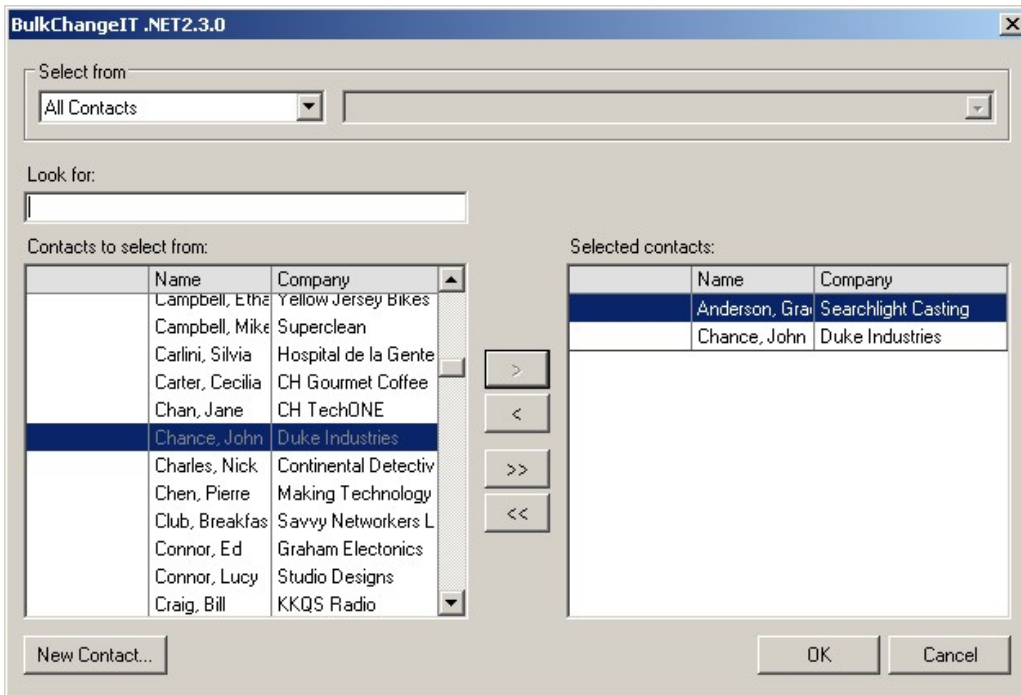 BulkChangeIT .NET2.3.0
Select from
All Contacts
Look for:
Contacts to select from:
Name Company
Campbell, Etha Yellow Jersey Bikes
Campbell, Mike Superclean
Carlini, Silvia Hospital de la Gente
Carter, Cecilia CH Gourmet Coffee
Chan, Jane CH TechONE
Chance, John Duke Industries
Charles, Nick Continental Detectiv
Chen, Pierre Making Technology
Club, Breakfas Savvy Networkers L
Connor, Ed Graham Electonics
Connor, Lucy Studio Designs
Craig, Bill KKQS Radio
>
<
>>
<<
Selected contacts:
Name Company
Anderson, Gra Searchlight Casting
Chance, John Duke Industries
New Contact...
OK Cancel